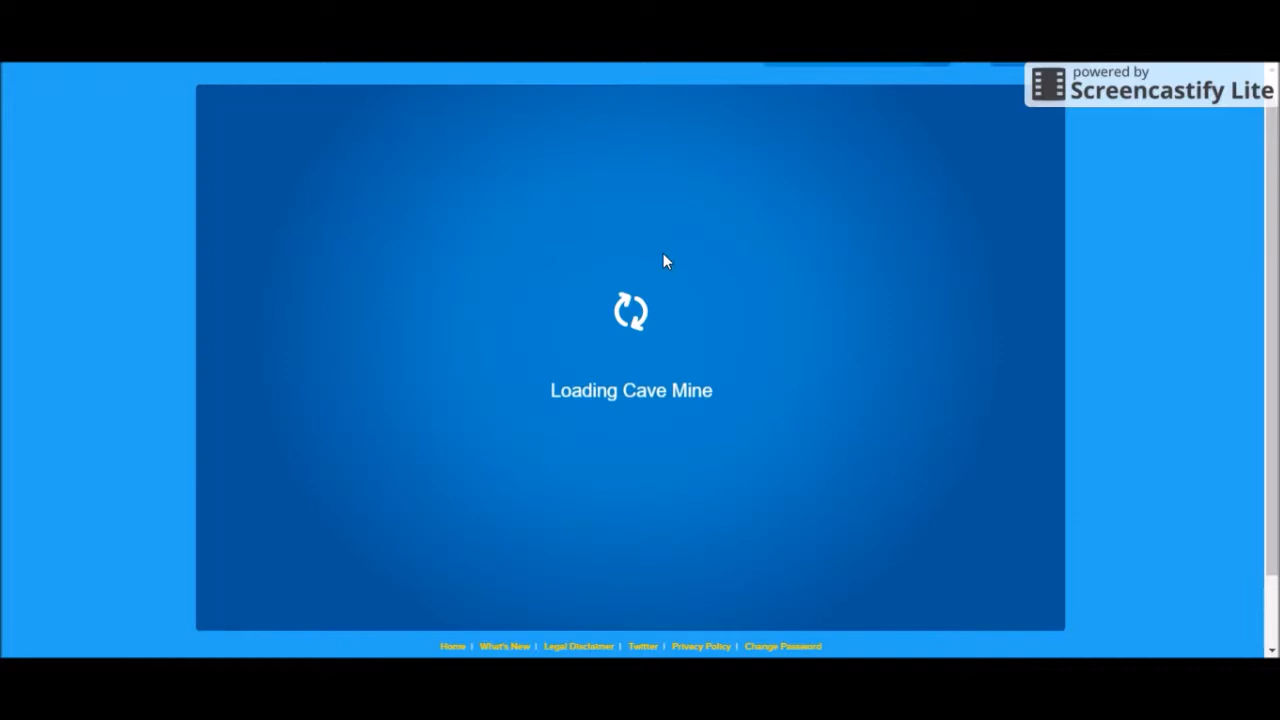 powered by
Screencastify Lite
Loading Cave Mine
Home | What's New | Legal Disclaimer | Twitter | Privacy Policy | Change Password